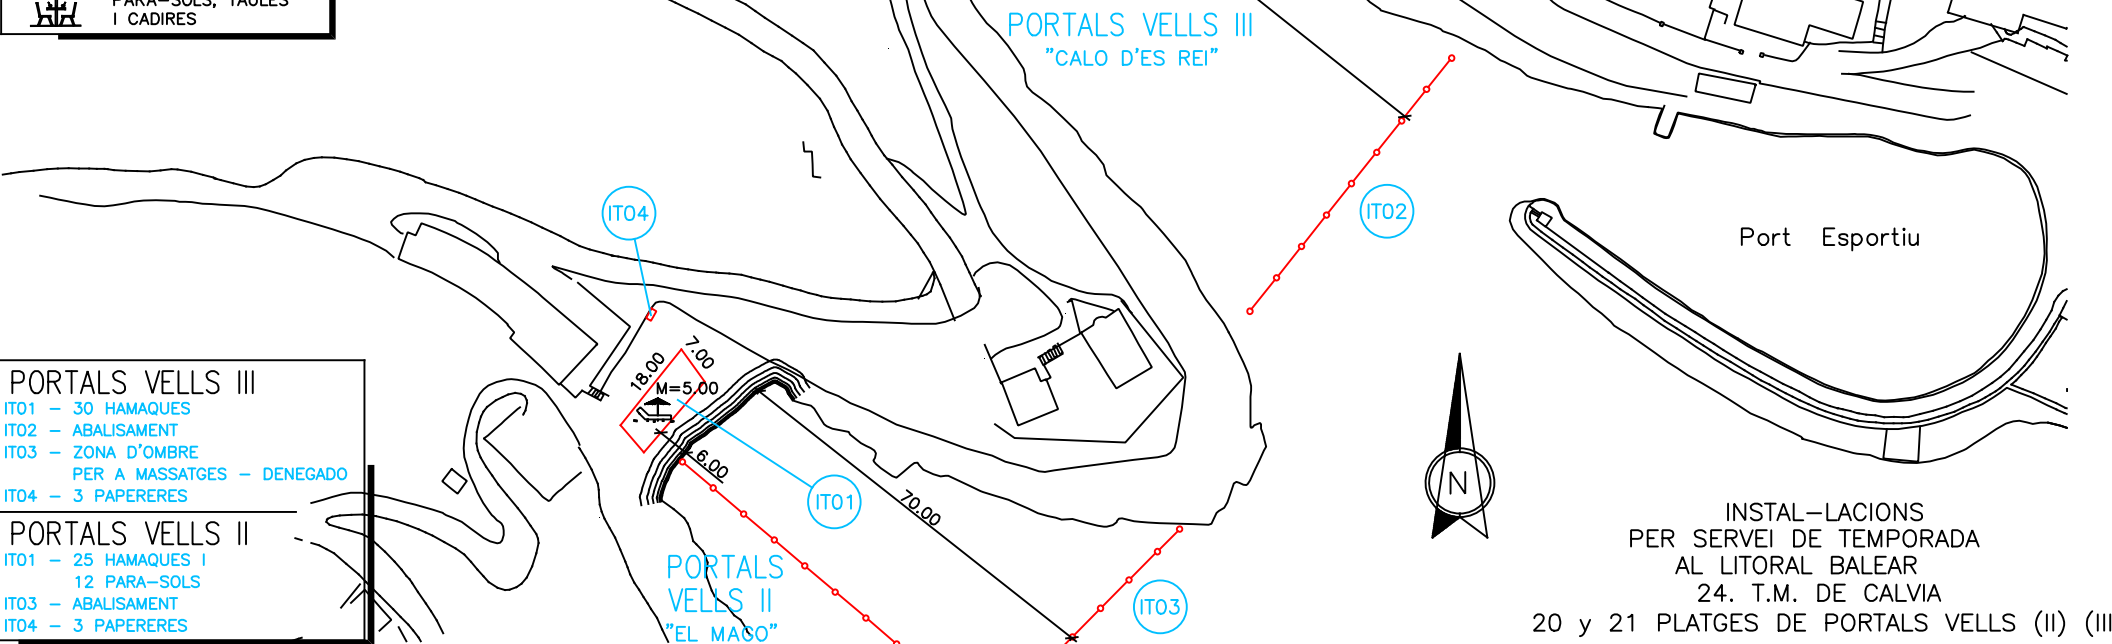 PARA-SOLS, TAULES
I CADIRES
PORTALS VELLS III
"CALO D'ES REI"
IT04
IT02
Port Esportiu
7.00
18.00
M=5.00
6.00
70.00
IT01
IT03
N
PORTALS
VELLS II
"EL MAGO"
PORTALS VELLS III
IT01 - 30 HAMAQUES
IT02 - ABALISAMENT
IT03 - ZONA D'OMBRE
PER A MASSATGES - DENEGADO
IT04 - 3 PAPERERES
PORTALS VELLS II
IT01 - 25 HAMAQUES I
12 PARA-SOLS
IT03 - ABALISAMENT
IT04 - 3 PAPERERES
INSTAL-LACIONS
PER SERVEI DE TEMPORADA
AL LITORAL BALEAR
24. T.M. DE CALVIA
20 y 21 PLATGES DE PORTALS VELLS (II) (III